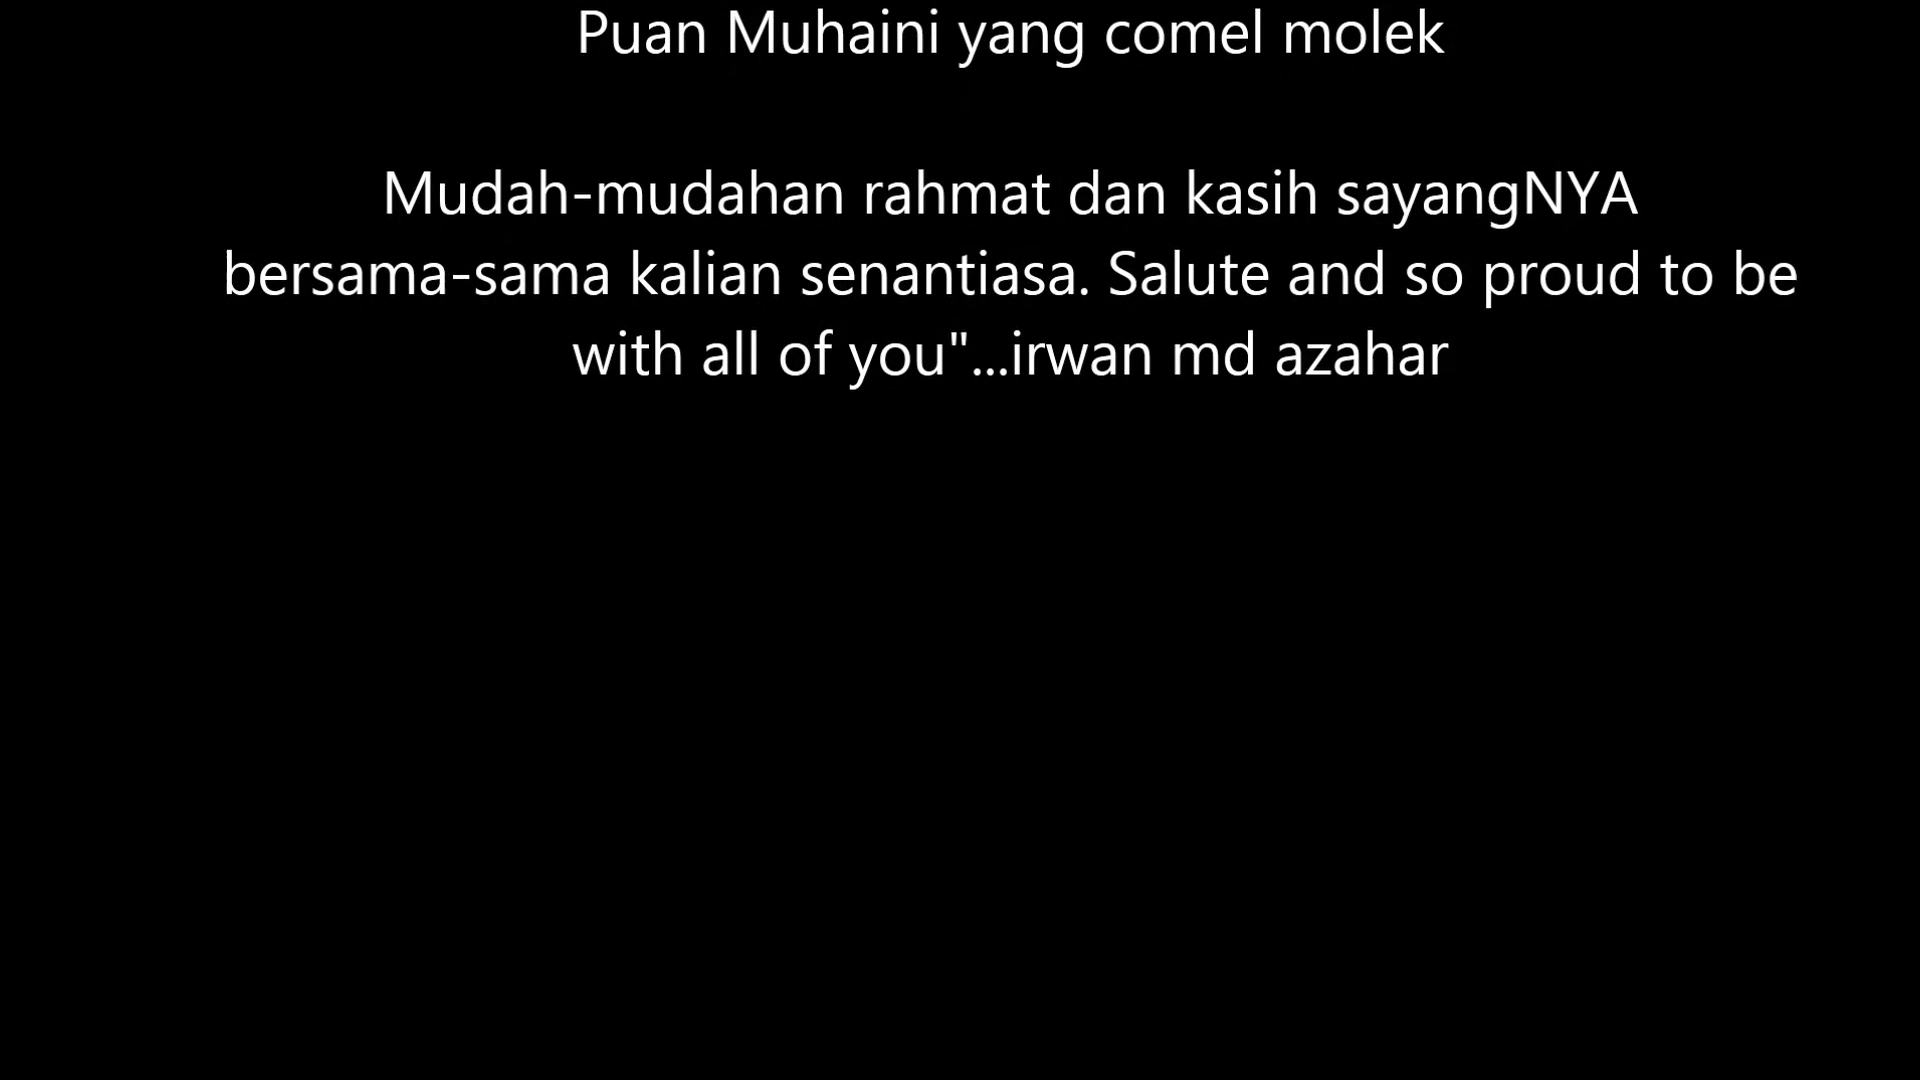 Puan Muhaini yang comel molek
Mudah-mudahan rahmat dan kasih sayangNYA
bersama-sama kalian senantiasa. Salute and so proud to be
with all of you"...irwan md azahar